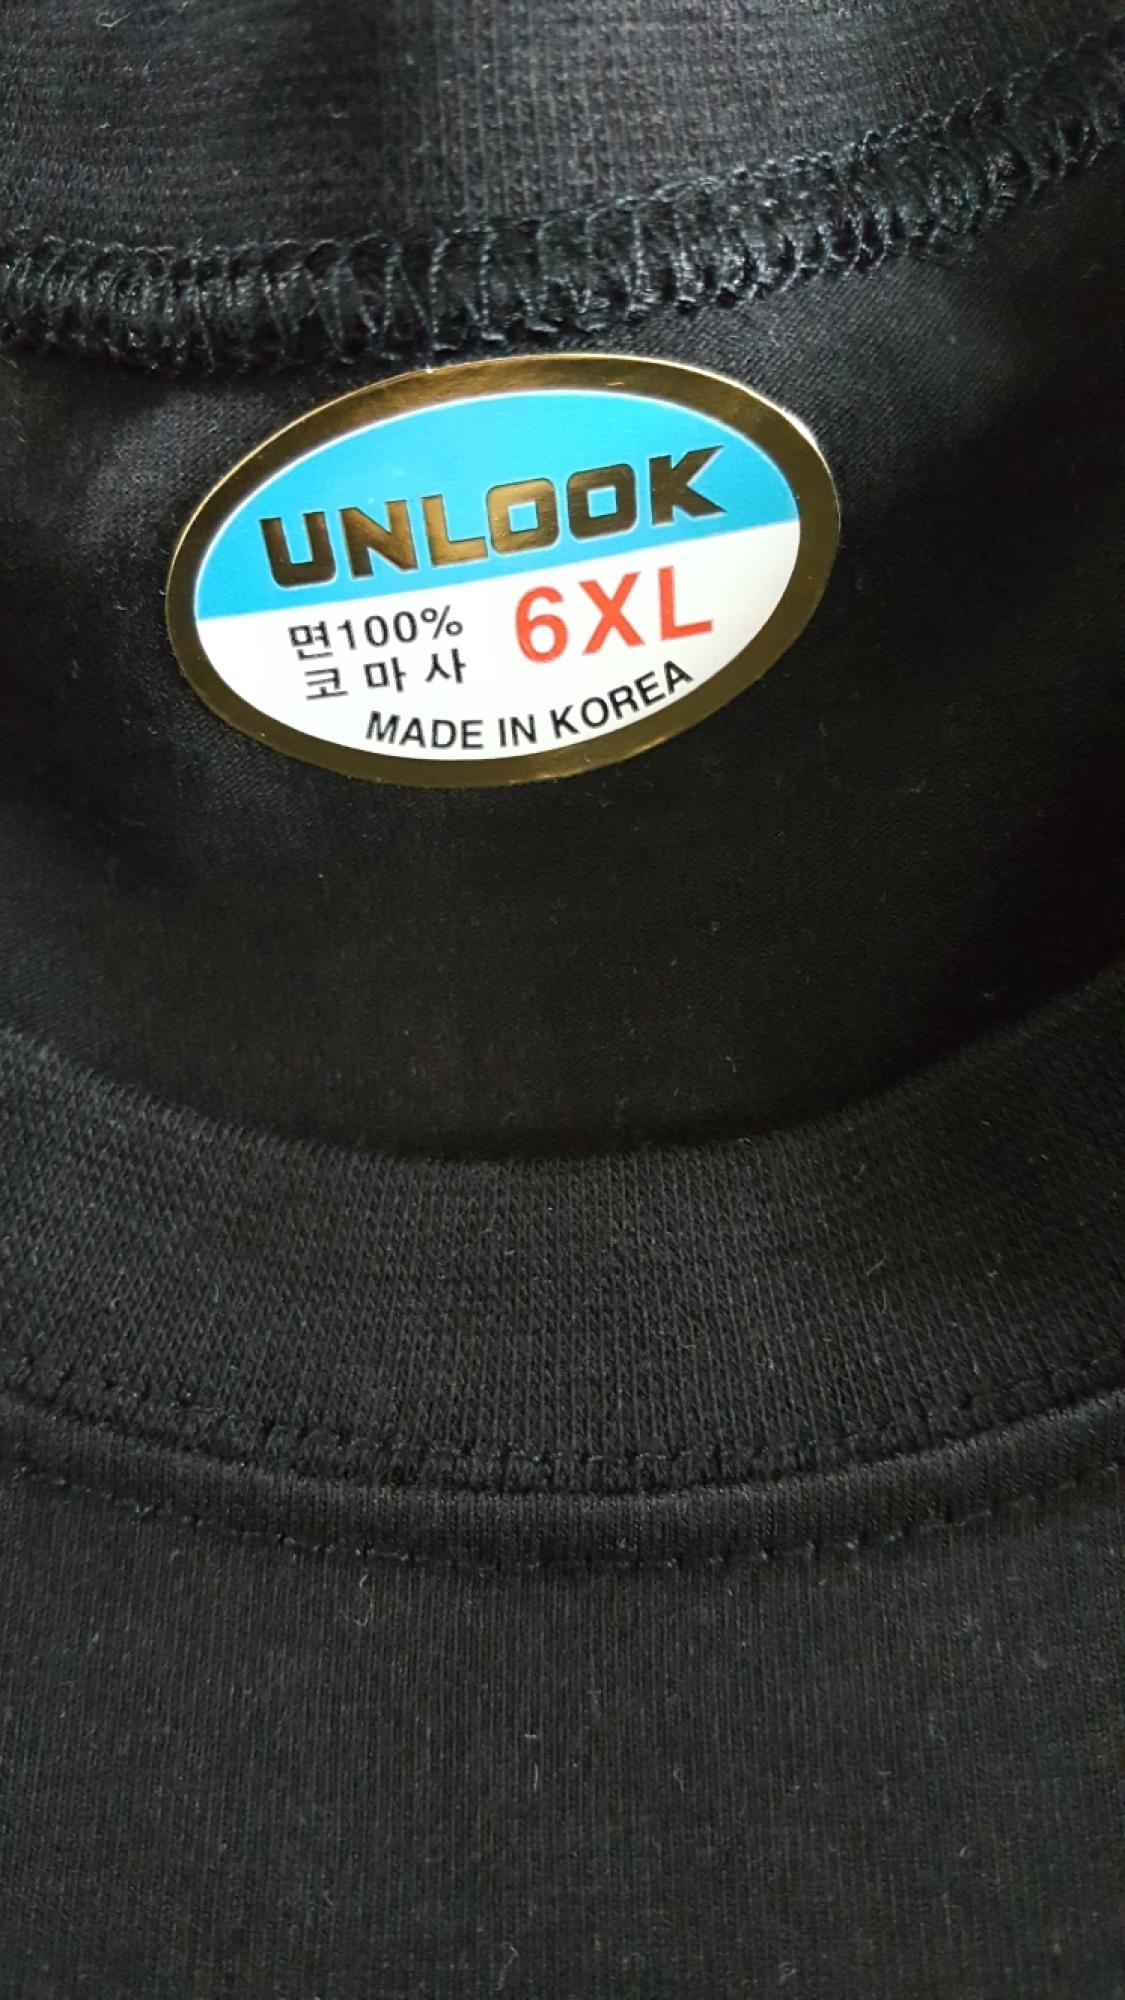 UNLOOK
면100% 6XL
코마사
MADE IN KOREA